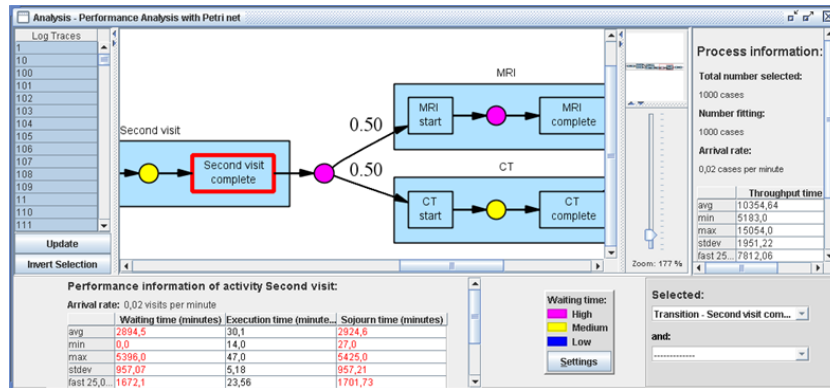 Analysis - Performance Analysis with Petri net
Log Traces
1
10
100
101
102
103
104
105
106
107
108
109
11
110
111
Update
Invert Selection
Second visit
Second visit
complete
0.50
0.50
MRI
MRI
start
MRI
complete
CT
CT
start
CT
complete
Zoom: 177 %
Process information:
Total number selected:
1000 cases
Number fitting:
1000 cases
Arrival rate:
0,02 cases per minute
Throughput time
avg 10354,64
min 5183,0
max 15054,0
stdev 1951,22
fast 25... 7812,06
Performance information of activity Second visit:
Arrival rate: 0,02 visits per minute
Waiting time (minutes) Execution time (minute... Sojourn time (minutes)
avg 2894,5 30,1 2924,6
min 0,0 14,0 27,0
max 5396,0 47,0 5425,0
stdev 957,07 5,18 957,21
fast 25,0... 1672,1 23,56 1701,73
Waiting time:
High
Medium
Low
Settings
Selected:
Transition - Second visit com...
and:
-------------